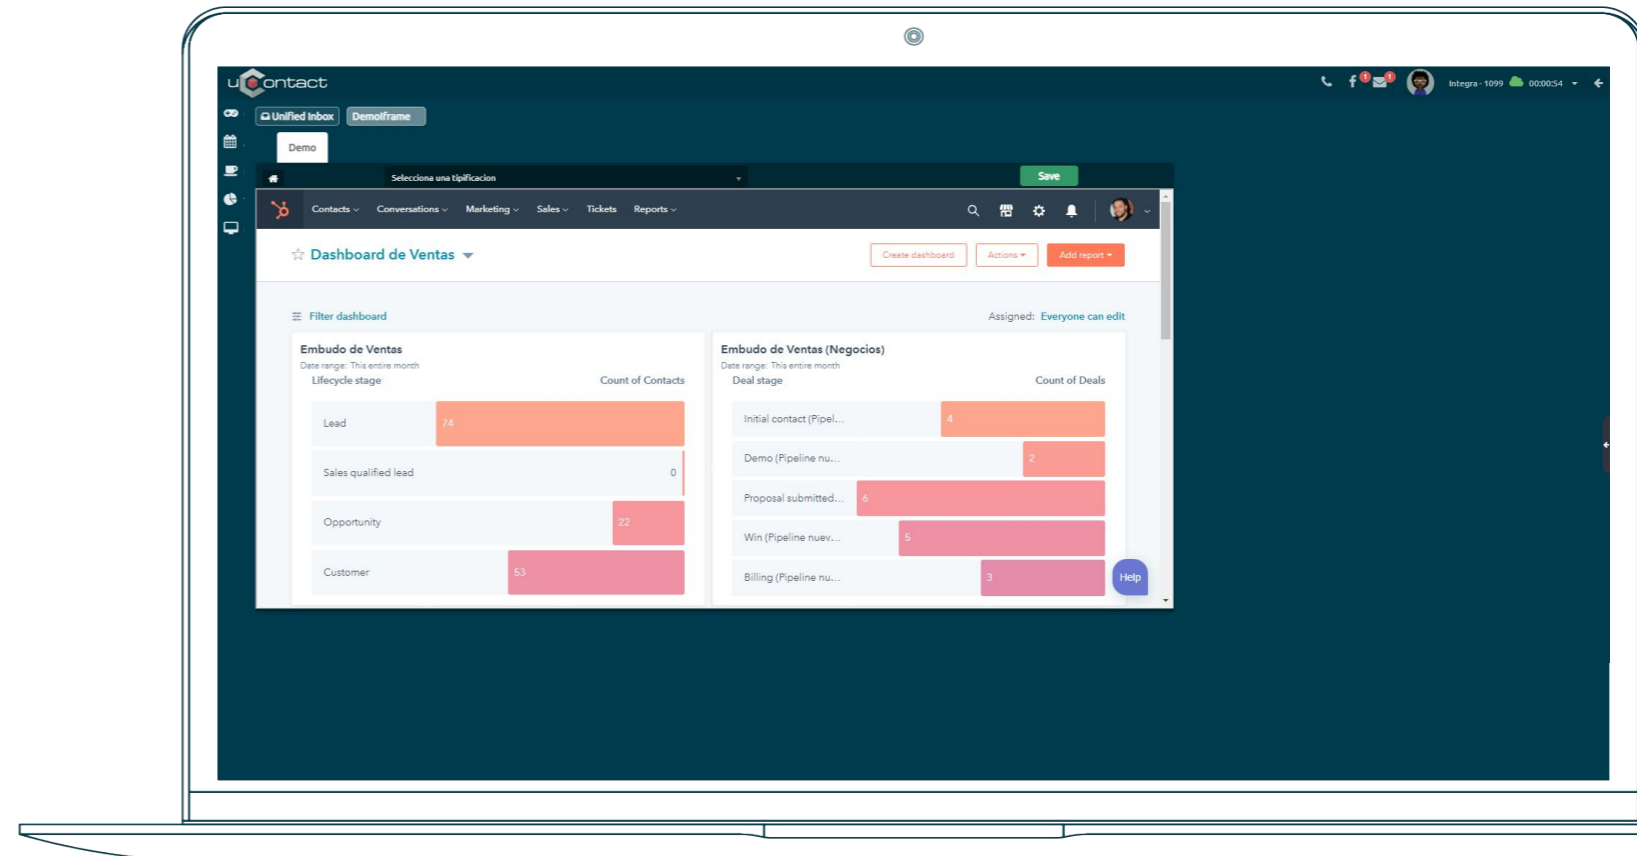 uContact
1 1 Integra - 1099 00:00:54
Unified Inbox DemoIframe
Demo
Selecciona una tipificacion Save
Contacts Conversations Marketing Sales Tickets Reports
Dashboard de Ventas Create dashboard Actions Add report
Filter dashboard Assigned: Everyone can edit
Embudo de Ventas
Date range: This entire month
Lifecycle stage Count of Contacts
Lead 74
Sales qualified lead 0
Opportunity 22
Customer 53
Embudo de Ventas (Negocios)
Date range: This entire month
Deal stage Count of Deals
Initial contact (Pipel... 4
Demo (Pipeline nu... 2
Proposal submitted... 6
Win (Pipeline nuev... 5
Billing (Pipeline nu... 3
Help